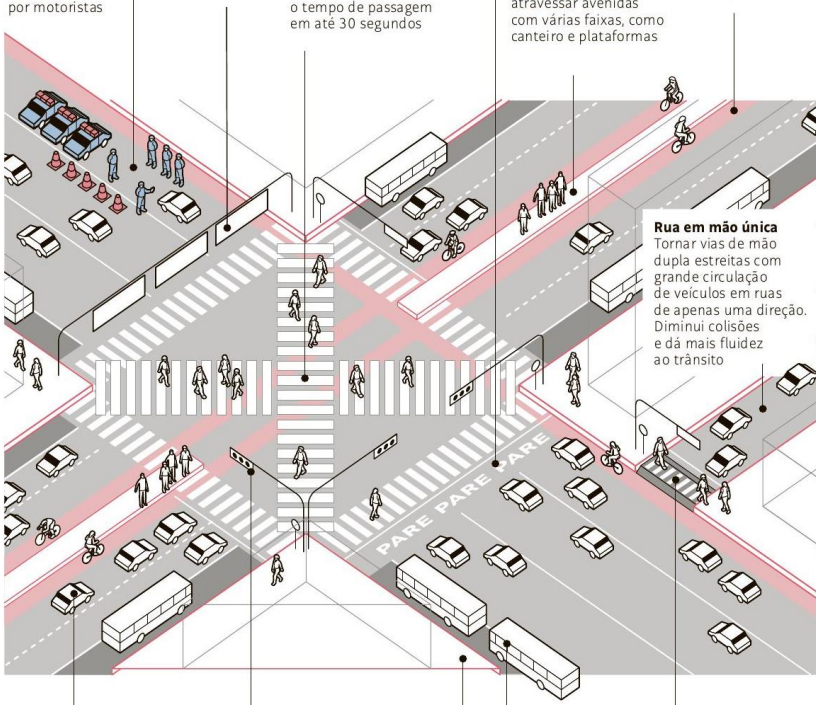 por motoristas
o tempo de passagem
em até 30 segundos
atravessar avenidas
com várias faixas, como
canteiro e plataformas
Rua em mão única
Tornar vias de mão
dupla estreitas com
grande circulação
de veículos em ruas
de apenas uma direção.
Diminui colisões
e dá mais fluidez
ao trânsito
PARE PARE PARE